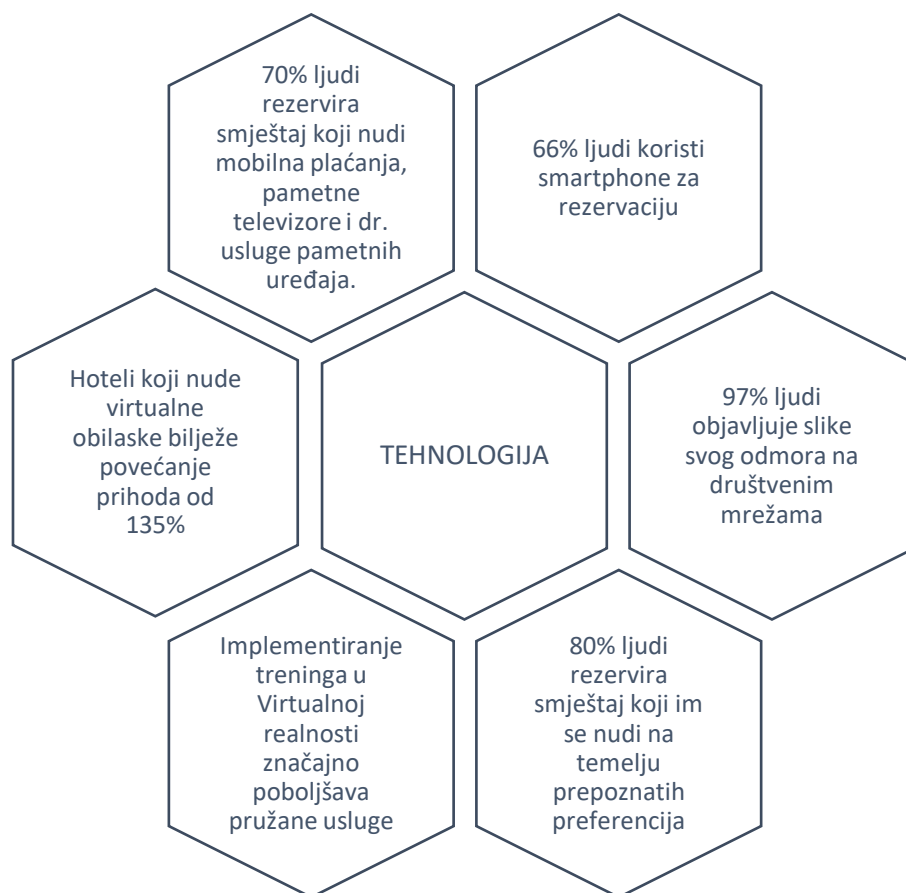 70% ljudi
rezervira
smještaj koji nudi
mobilna plaćanja,
pametne
televizore i dr.
usluge pametnih
uređaja.
66% ljudi koristi
smartphone za
rezervaciju
Hoteli koji nude
virtualne
obilaske bilježe
povećanje
prihoda od
135%
TEHNOLOGIJA
97% ljudi
objavljuje slike
svog odmora na
društvenim
mrežama
Implementiranje
treninga u
Virtualnoj
realnosti
značajno
poboljšava
pružane usluge
80% ljudi
rezervira
smještaj koji im
se nudi na
temelju
prepoznatih
preferencija